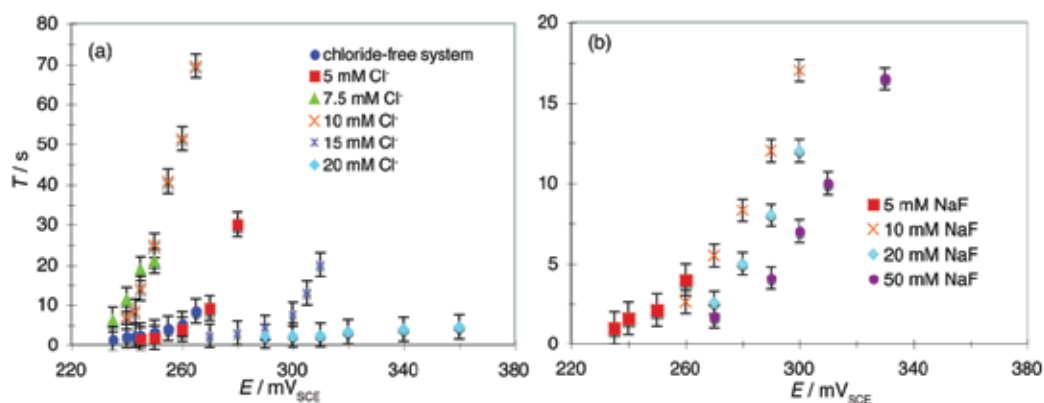 (a)
chloride-free system
5 mM Cl⁻
7.5 mM Cl⁻
10 mM Cl⁻
15 mM Cl⁻
20 mM Cl⁻
T / s
80
70
60
50
40
30
20
10
0
220 260 300 340 380
E / mV_SCE
(b)
5 mM NaF
10 mM NaF
20 mM NaF
50 mM NaF
20
15
10
5
0
220 260 300 340 380
E / mV_SCE